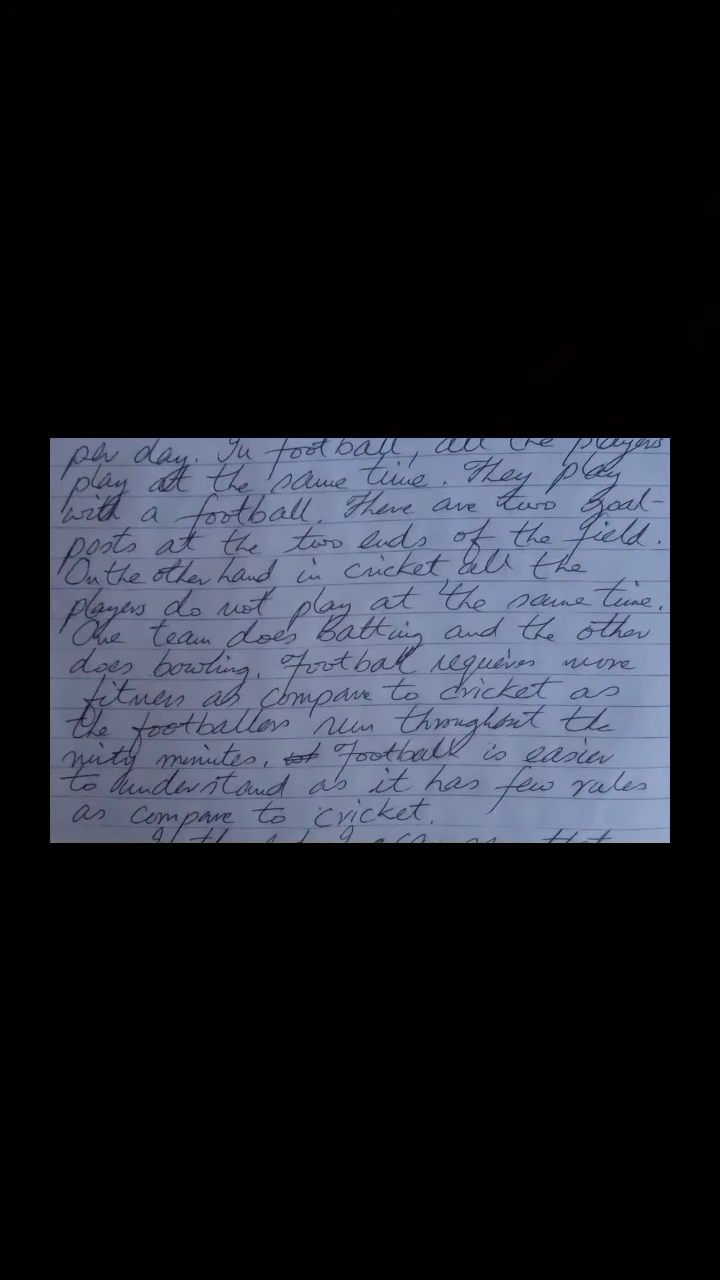 per day. In football, all the players
play at the same time. They play
with a football. There are two goal-
posts at the two ends of the field.
On the other hand in cricket all the
players do not play at the same time.
One team does batting and the other
does bowling. Football requires more
fitness as compare to cricket as
the footballers run throughout the
ninty minutes. Football is easier
to understand as it has few rules
as compare to cricket.
that